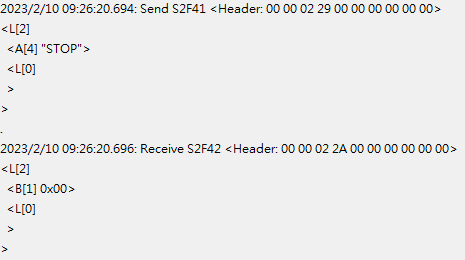 2023/2/10 09:26:20.694: Send S2F41 <Header: 00 00 02 29 00 00 00 00 00 00>
<L[2]
<A[4] "STOP">
<L[0]
>
>
.
2023/2/10 09:26:20.696: Receive S2F42 <Header: 00 00 02 2A 00 00 00 00 00 00>
<L[2]
<B[1] 0x00>
<L[0]
>
>